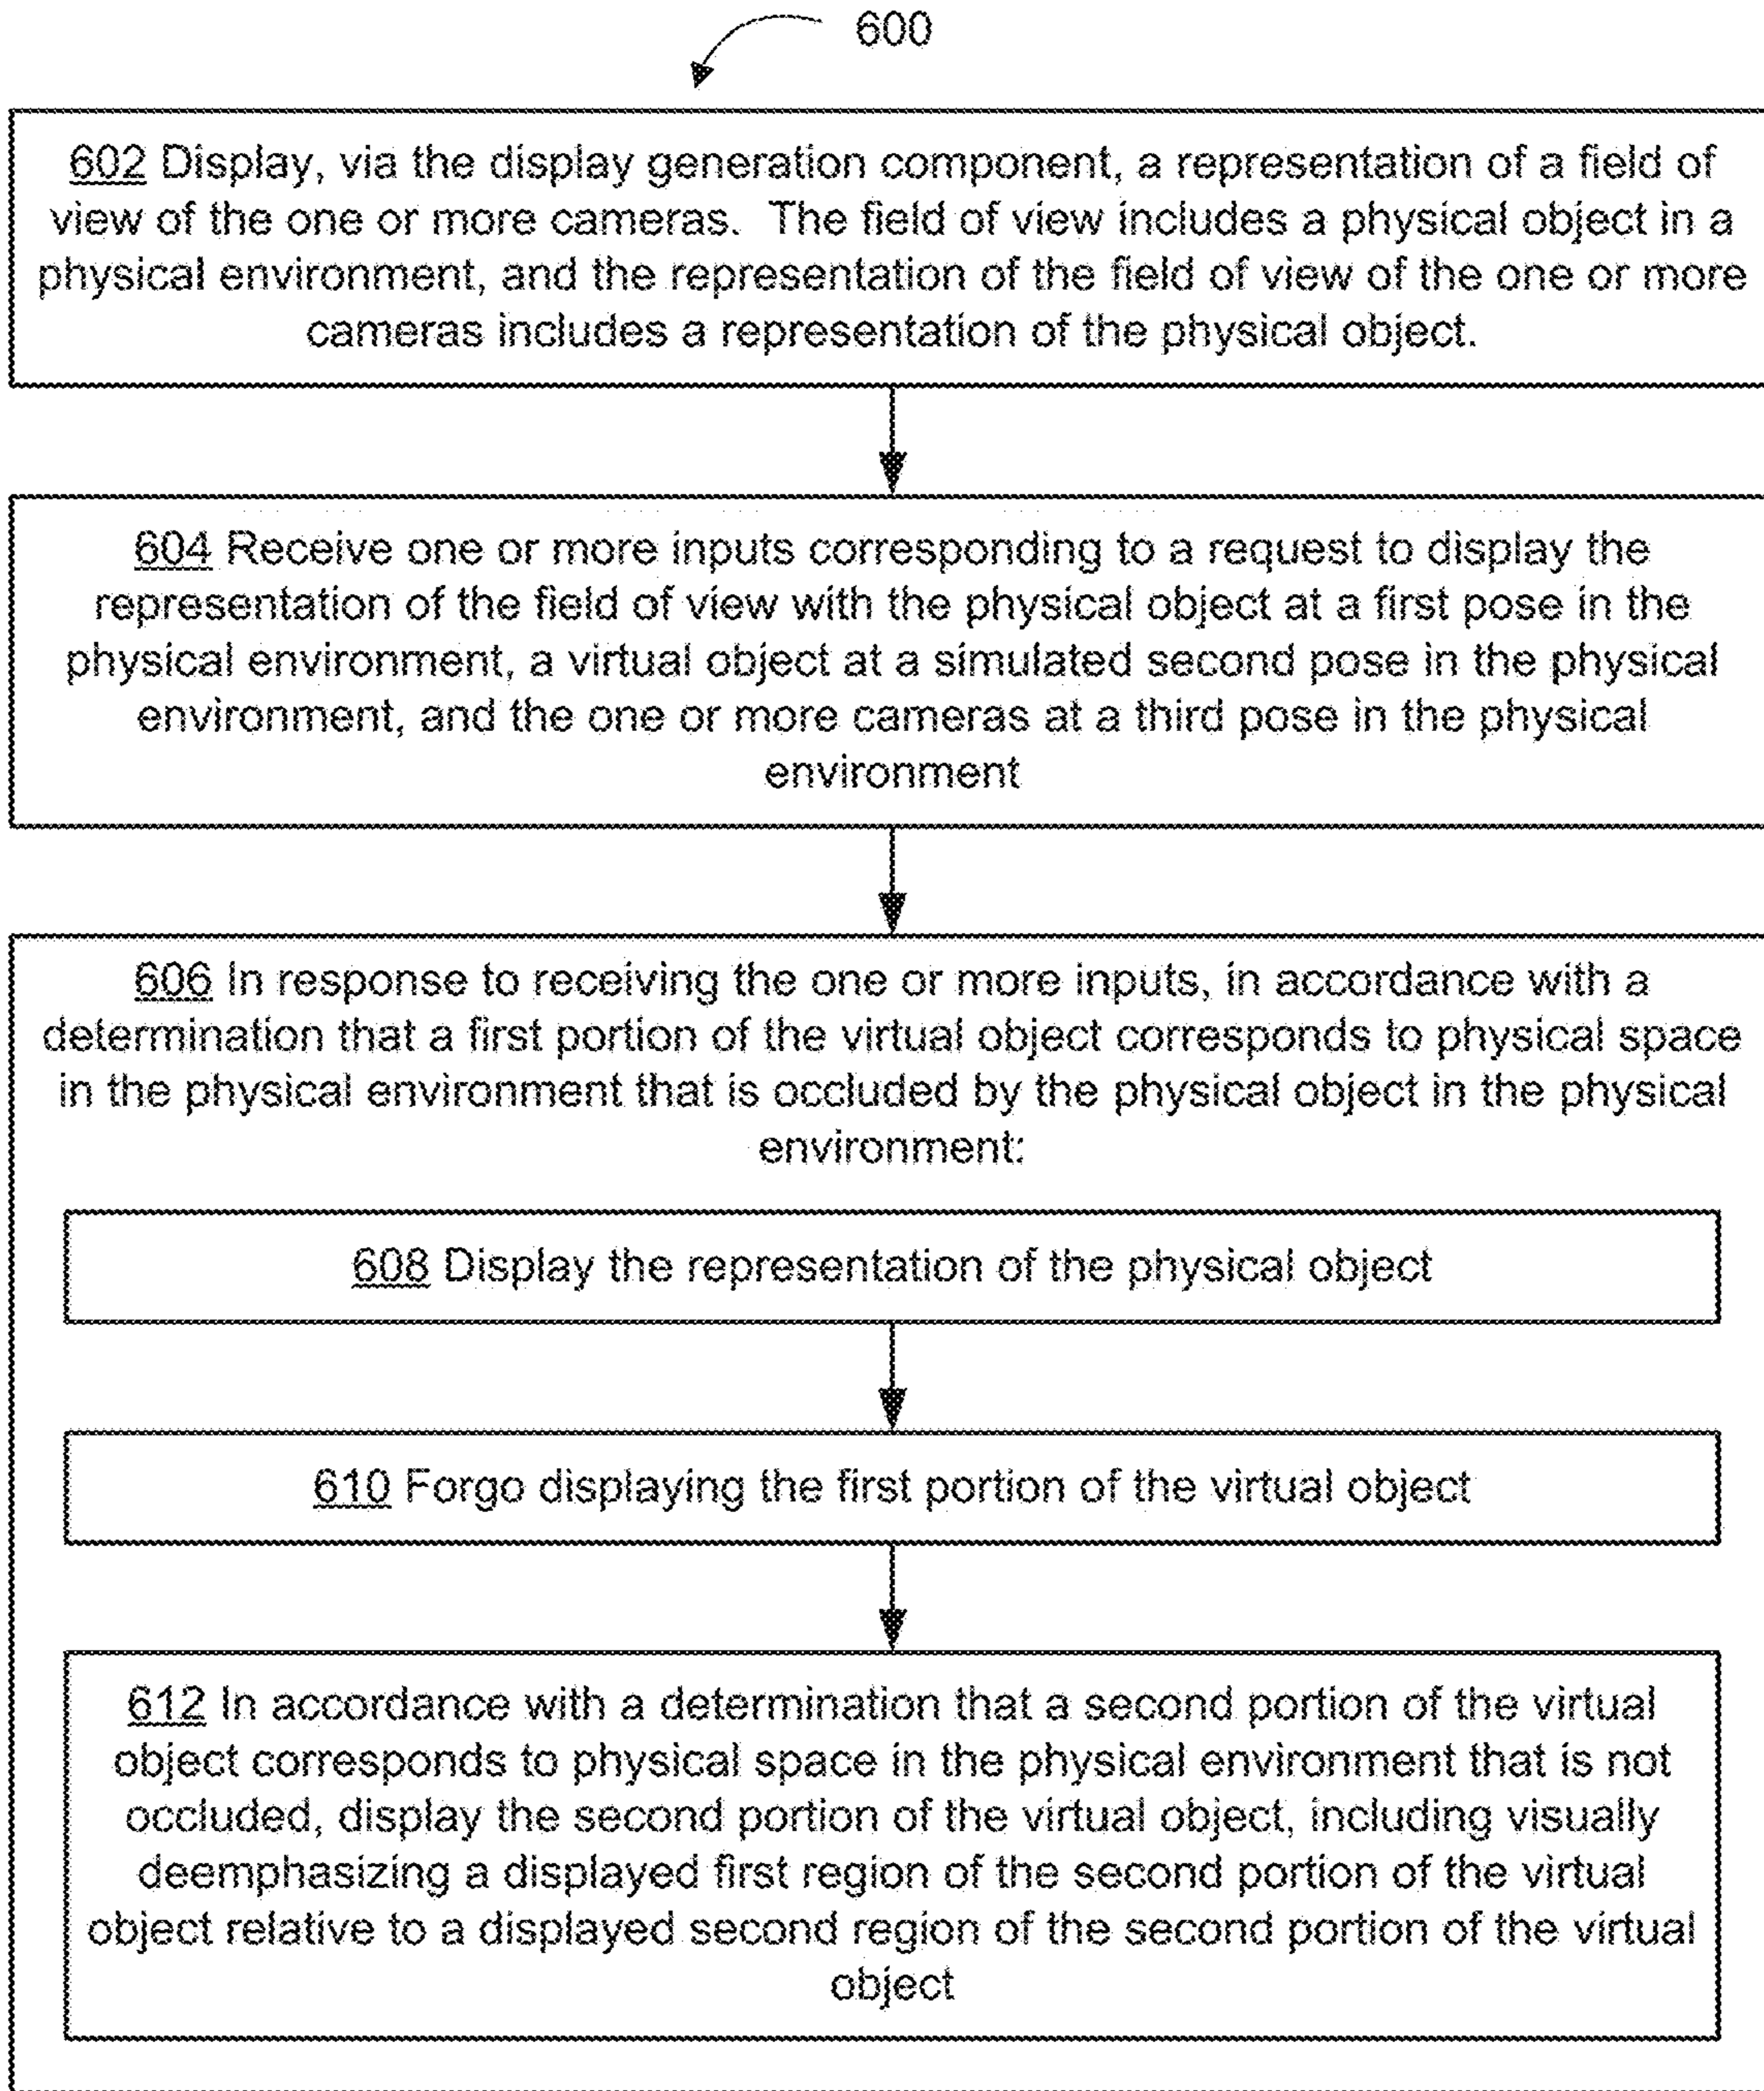 600
602 Display, via the display generation component, a representation of a field of
view of the one or more cameras. The field of view includes a physical object in a
physical environment, and the representation of the field of view of the one or more
cameras includes a representation of the physical object.
604 Receive one or more inputs corresponding to a request to display the
representation of the field of view with the physical object at a first pose in the
physical environment, a virtual object at a simulated second pose in the physical
environment, and the one or more cameras at a third pose in the physical
environment
606 In response to receiving the one or more inputs, in accordance with a
determination that a first portion of the virtual object corresponds to physical space
in the physical environment that is occluded by the physical object in the physical
environment:
608 Display the representation of the physical object
610 Forgo displaying the first portion of the virtual object
612 In accordance with a determination that a second portion of the virtual
object corresponds to physical space in the physical environment that is not
occluded, display the second portion of the virtual object, including visually
deemphasizing a displayed first region of the second portion of the virtual
object relative to a displayed second region of the second portion of the virtual
object